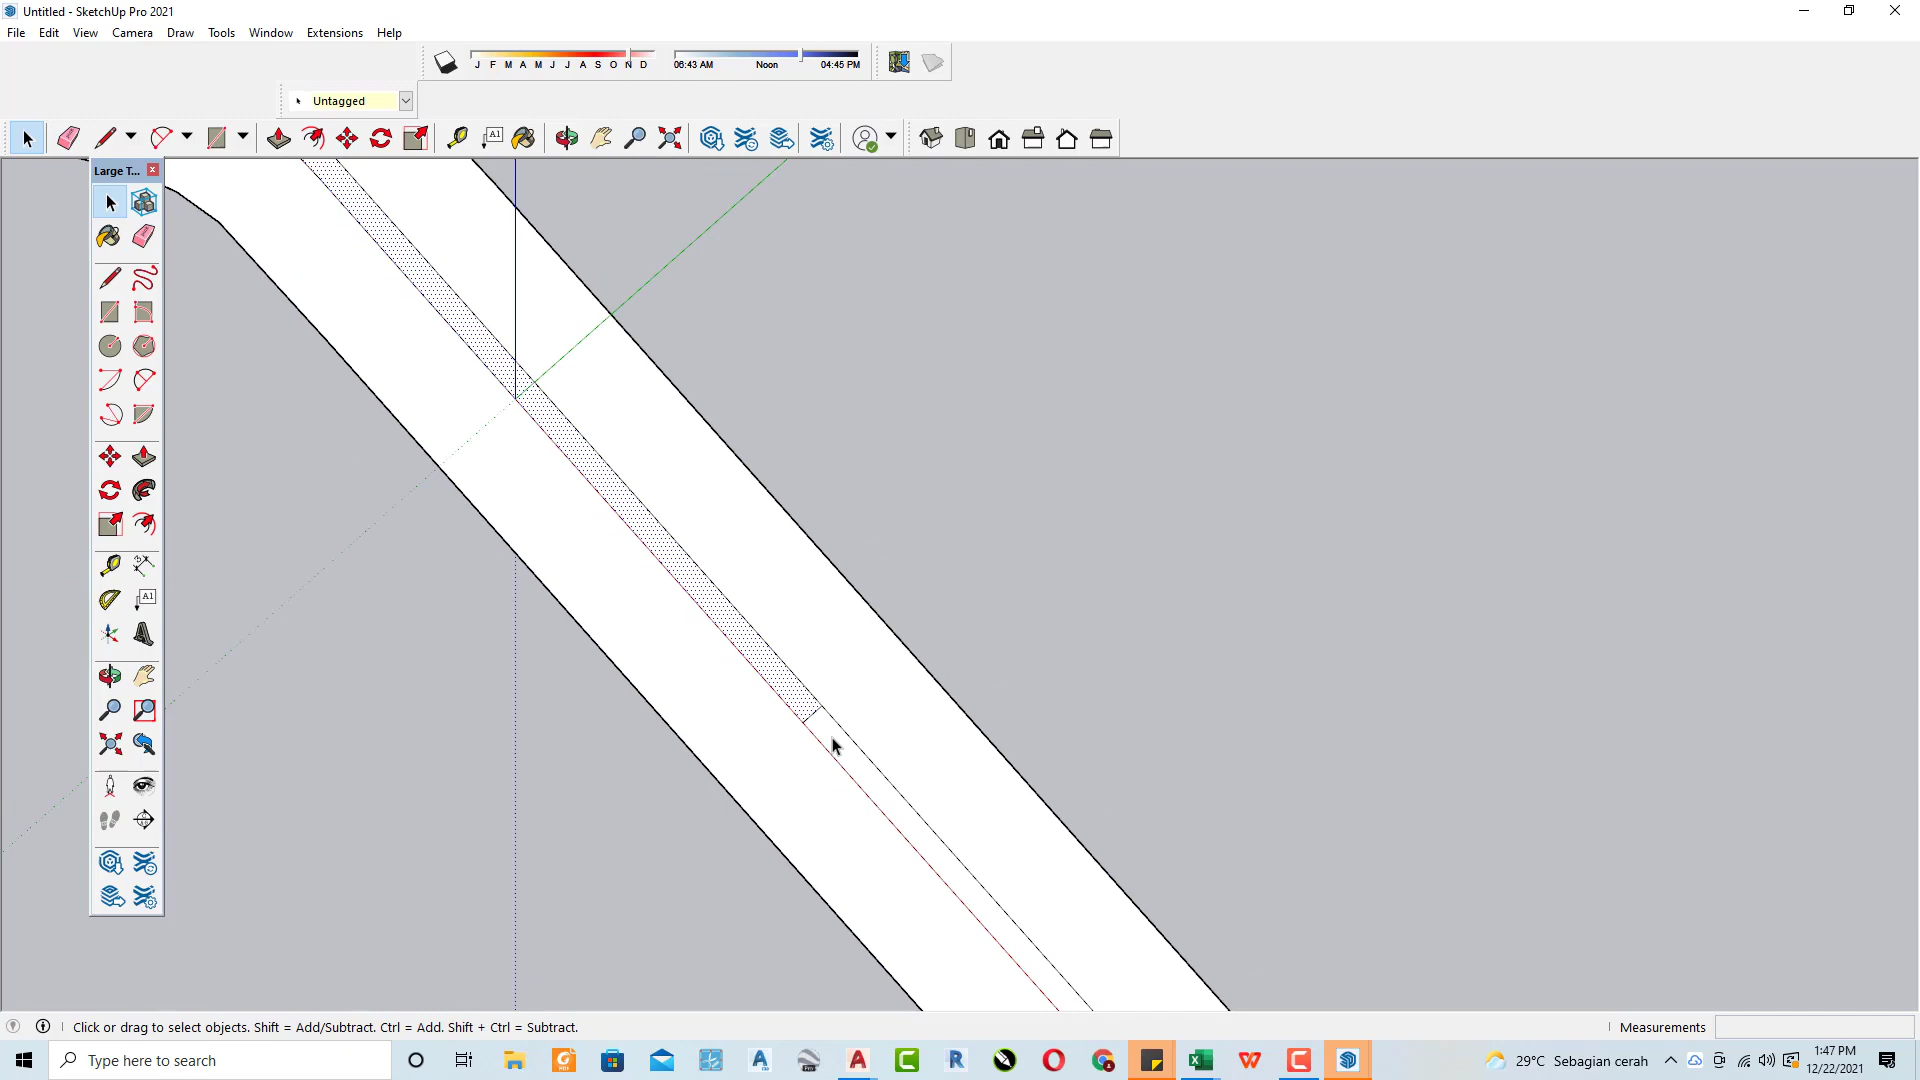 Untitled - SketchUp Pro 2021
File Edit View Camera Draw Tools Window Extensions Help
J F M A M J J A S O N D
06:43 AM Noon 04:45 PM
Untagged
A1
Large T...
A1
Click or drag to select objects. Shift = Add/Subtract. Ctrl = Add. Shift + Ctrl = Subtract.
Measurements
Type here to search
29°C Sebagian cerah
1:47 PM
12/22/2021